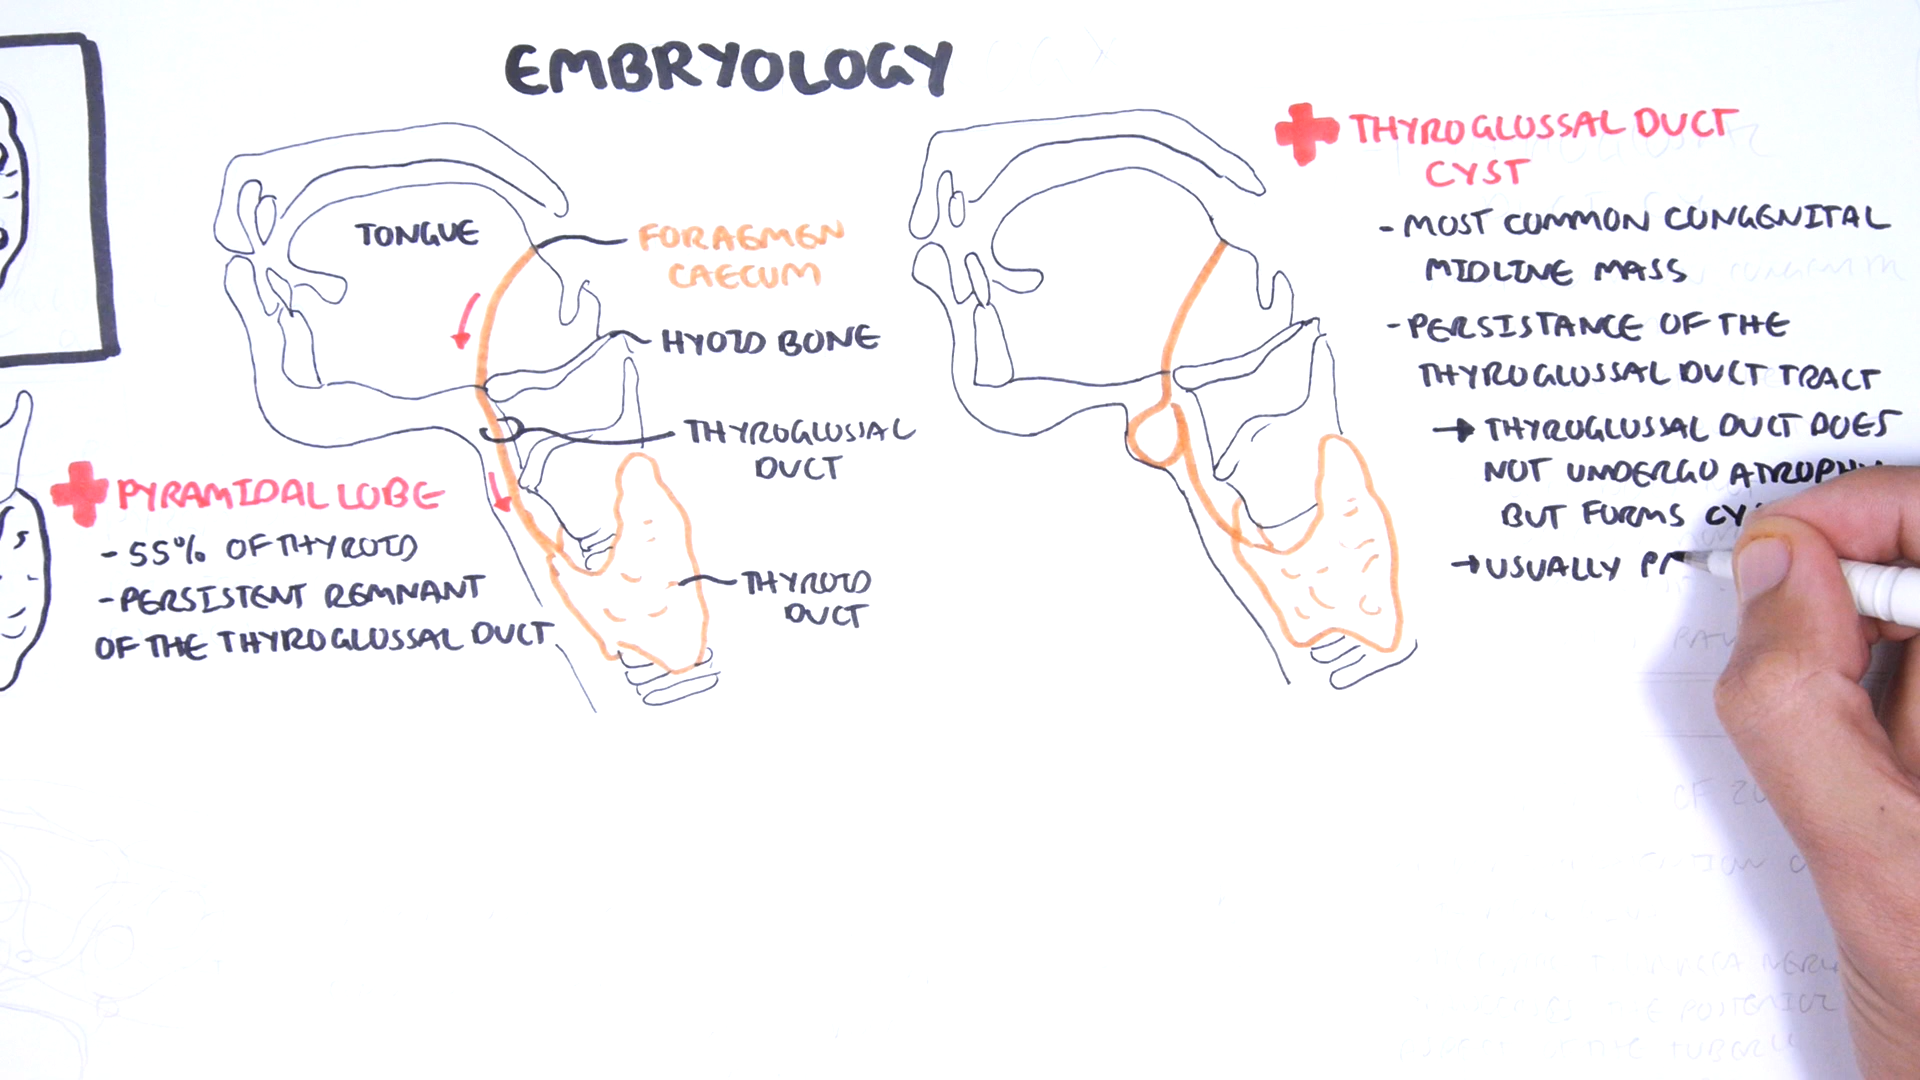 EMBRYOLOGY
TONGUE
FORAEMEN
CAECUM
HYOID BONE
THYROGLOSSAL
DUCT
THYROID
DUCT
PYRAMIDAL LOBE
- 55% OF THYROID
- PERSISTENT REMNANT
OF THE THYROGLOSSAL DUCT
THYROGLOSSAL DUCT
CYST
- MOST COMMON CONGENITAL
MIDLINE MASS
- PERSISTANCE OF THE
THYROGLOSSAL DUCT TRACT
→ THYROGLOSSAL DUCT DOES
NOT UNDERGO ATROPHY
BUT FORMS
→ USUALLY